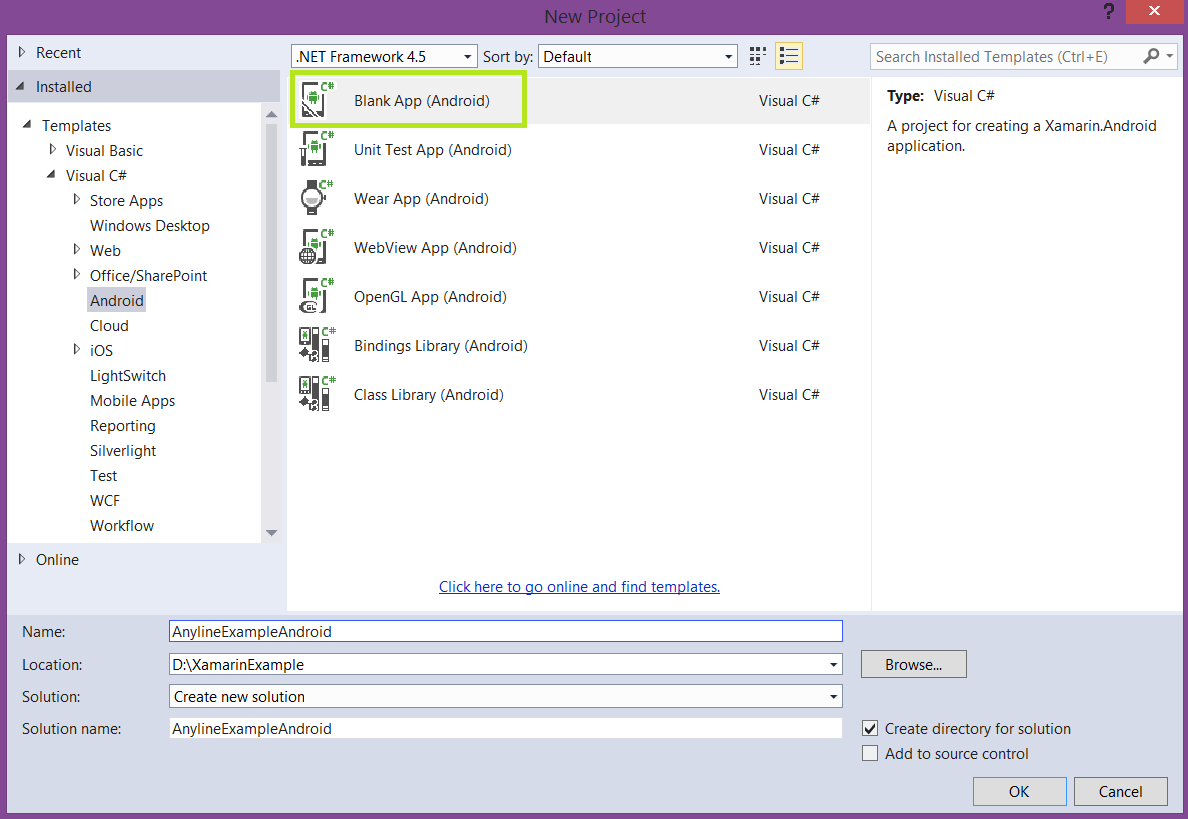 New Project
?
Recent
.NET Framework 4.5
Sort by:
Default
Search Installed Templates (Ctrl+E)
Installed
Templates
Visual Basic
Visual C#
Store Apps
Windows Desktop
Web
Office/SharePoint
Android
Cloud
iOS
LightSwitch
Mobile Apps
Reporting
Silverlight
Test
WCF
Workflow
Online
C# Blank App (Android) Visual C#
C# Unit Test App (Android) Visual C#
C# Wear App (Android) Visual C#
C# WebView App (Android) Visual C#
C# GL OpenGL App (Android) Visual C#
C# Bindings Library (Android) Visual C#
C# Class Library (Android) Visual C#
Click here to go online and find templates.
Type: Visual C#
A project for creating a Xamarin.Android
application.
Name: AnylineExampleAndroid
Location: D:\XamarinExample
Browse...
Solution: Create new solution
Solution name: AnylineExampleAndroid
Create directory for solution
Add to source control
OK
Cancel